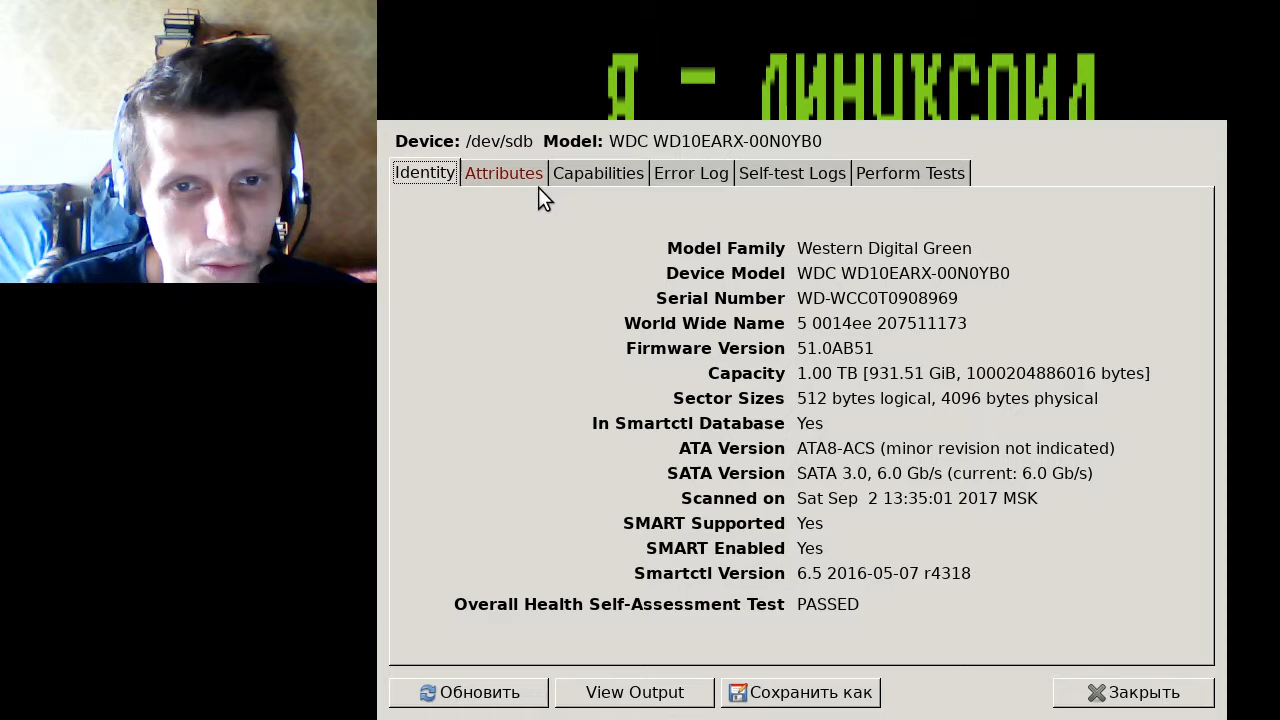 Я - ЛИНУКСОИД
Device: /dev/sdb Model: WDC WD10EARX-00N0YB0
Identity Attributes Capabilities Error Log Self-test Logs Perform Tests
Model Family Western Digital Green
Device Model WDC WD10EARX-00N0YB0
Serial Number WD-WCC0T0908969
World Wide Name 5 0014ee 207511173
Firmware Version 51.0AB51
Capacity 1.00 TB [931.51 GiB, 1000204886016 bytes]
Sector Sizes 512 bytes logical, 4096 bytes physical
In Smartctl Database Yes
ATA Version ATA8-ACS (minor revision not indicated)
SATA Version SATA 3.0, 6.0 Gb/s (current: 6.0 Gb/s)
Scanned on Sat Sep 2 13:35:01 2017 MSK
SMART Supported Yes
SMART Enabled Yes
Smartctl Version 6.5 2016-05-07 r4318
Overall Health Self-Assessment Test PASSED
Обновить View Output Сохранить как Закрыть